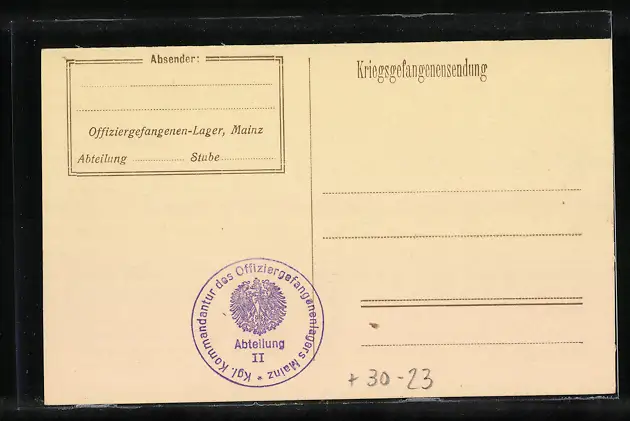 Absender:
Offiziergefangenen-Lager, Mainz
Abteilung Stube
Kriegsgefangenensendung
Kgl. Kommandantur des Offiziergefangenenlagers Mainz *
Abteilung
II
+ 30-23